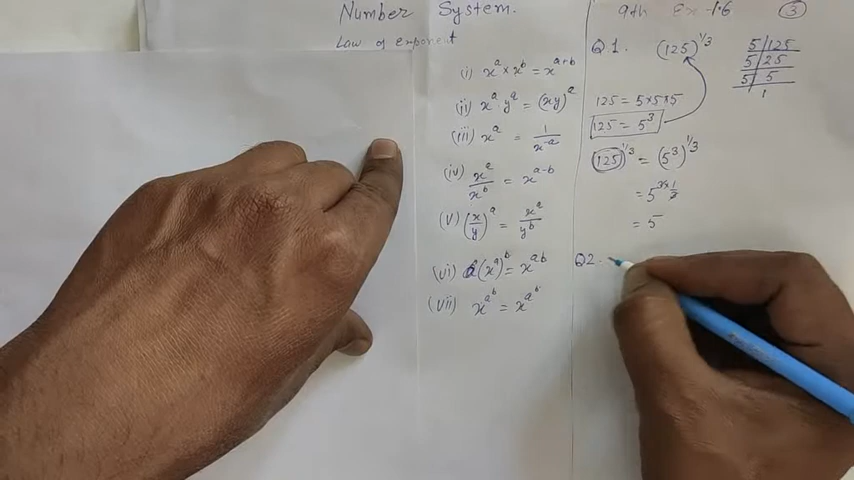 Number System.
Law of exponent
(i) x^a × x^b = x^(a+b)
(ii) x^a · y^a = (xy)^a
(iii) x^a = 1/x^(-a)
(iv) x^a/x^b = x^(a-b)
(v) (x/y)^a = x^a/y^b
(vi) (x^a)^b = x^(ab)
(vii) x^(a^b) = x^(a^b)
9th Ex-1.6 ③
Q1. (125)^(1/3)
5 | 125
5 | 25
5 | 5
1
125 = 5×5×5
125 = 5^3
(125)^(1/3) = (5^3)^(1/3)
= 5^(3×1/3)
= 5
Q2.